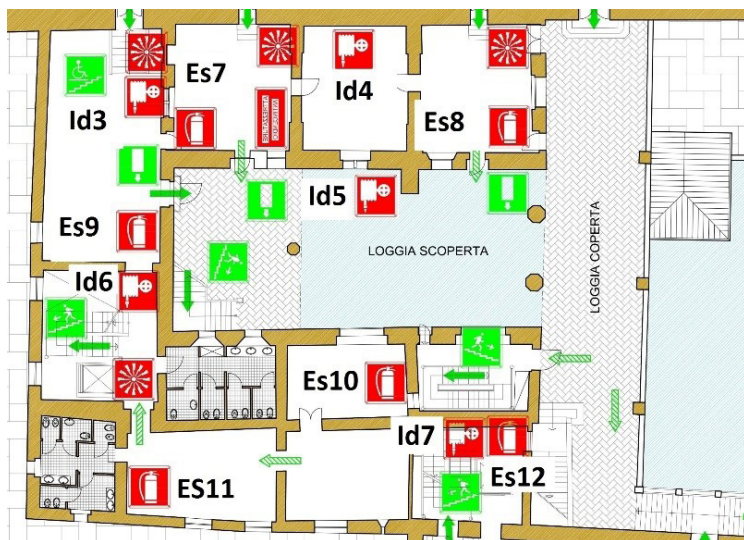 Es7
Id4
Id3
Es8
Id5
Es9
LOGGIA SCOPERTA
LOGGIA COPERTA
Id6
Es10
Id7
ES11
Es12